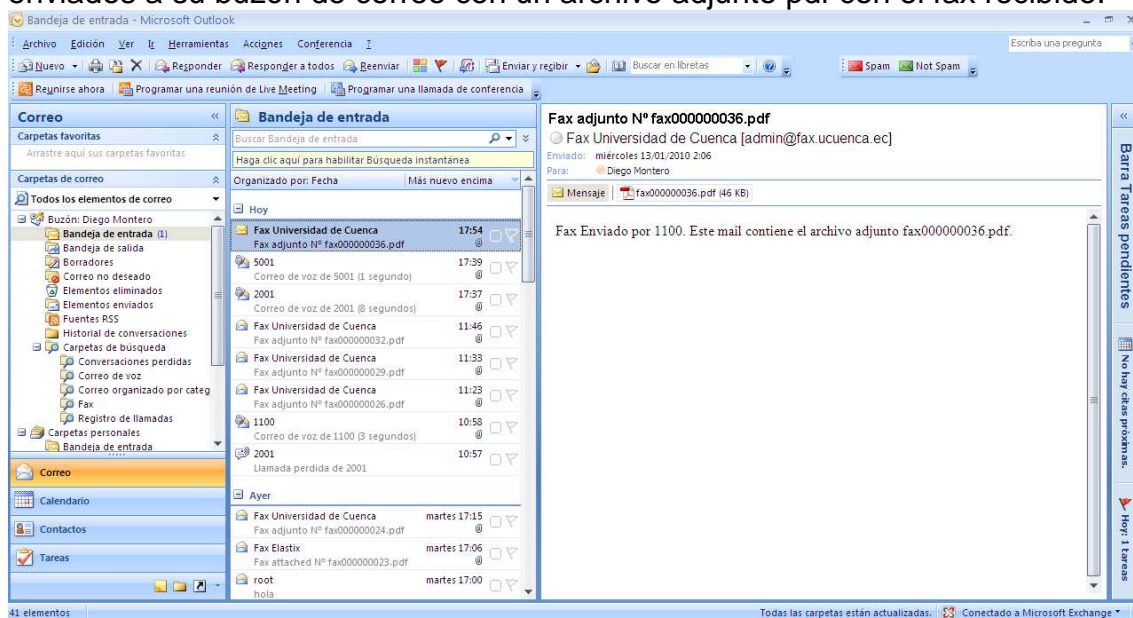 enviados a su buzón de correo con un archivo adjunto pdf con el fax recibido.
Bandeja de entrada - Microsoft Outlook
Archivo Edición Ver Ir Herramientas Acciones Conferencia ?
Escriba una pregunta
Nuevo Responder Responder a todos Reenviar Enviar y recibir Buscar en libretas Spam Not Spam
Reunirse ahora Programar una reunión de Live Meeting Programar una llamada de conferencia
Correo
Carpetas favoritas
Arrastre aquí sus carpetas favoritas
Carpetas de correo
Todos los elementos de correo
Buzón: Diego Montero
Bandeja de entrada (1)
Bandeja de salida
Borradores
Correo no deseado
Elementos eliminados
Elementos enviados
Fuentes RSS
Historial de conversaciones
Carpetas de búsqueda
Conversaciones perdidas
Correo de voz
Correo organizado por categ
Fax
Registro de llamadas
Carpetas personales
Bandeja de entrada
Correo
Calendario
Contactos
Tareas
Bandeja de entrada
Buscar Bandeja de entrada
Haga clic aquí para habilitar Búsqueda instantánea
Organizado por: Fecha Más nuevo encima
Hoy
Fax Universidad de Cuenca 17:54
Fax adjunto Nº fax000000036.pdf
5001 17:39
Correo de voz de 5001 (1 segundo)
2001 17:37
Correo de voz de 2001 (8 segundos)
Fax Universidad de Cuenca 11:46
Fax adjunto Nº fax000000032.pdf
Fax Universidad de Cuenca 11:33
Fax adjunto Nº fax000000029.pdf
Fax Universidad de Cuenca 11:23
Fax adjunto Nº fax000000026.pdf
1100 10:58
Correo de voz de 1100 (3 segundos)
2001 10:57
Llamada perdida de 2001
Ayer
Fax Universidad de Cuenca martes 17:15
Fax adjunto Nº fax000000024.pdf
Fax Elastix martes 17:06
Fax attached Nº fax000000023.pdf
root martes 17:00
hola
Fax adjunto Nº fax000000036.pdf
Fax Universidad de Cuenca [admin@fax.ucuenca.ec]
Enviado: miércoles 13/01/2010 2:06
Para: Diego Montero
Mensaje fax000000036.pdf (46 KB)
Fax Enviado por 1100. Este mail contiene el archivo adjunto fax000000036.pdf.
Barra Tareas pendientes
No hay citas próximas.
Hoy: 1 tareas
41 elementos
Todas las carpetas están actualizadas. Conectado a Microsoft Exchange